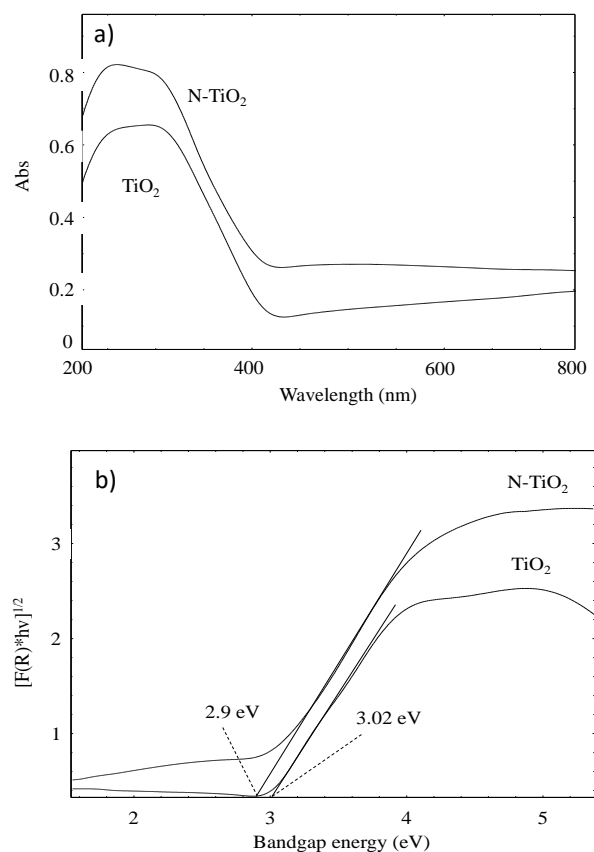 a)
0.8
N-TiO₂
0.6
Abs
TiO₂
0.4
0.2
0
200 400 600 800
Wavelength (nm)
b)
N-TiO₂
3
TiO₂
[F(R)*hv]^1/2
2
2.9 eV
3.02 eV
1
2 3 4 5
Bandgap energy (eV)